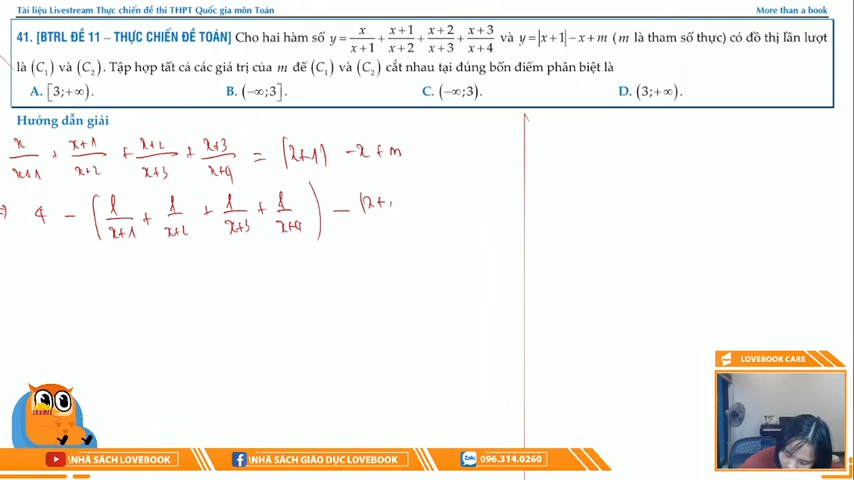 Tài liệu Livestream Thực chiến đề thi THPT Quốc gia môn Toán
More than a book
41. [BTRL ĐỀ 11 – THỰC CHIẾN ĐỀ TOÁN] Cho hai hàm số y = x/(x+1) + (x+1)/(x+2) + (x+2)/(x+3) + (x+3)/(x+4) và y = |x+1| − x + m ( m là tham số thực) có đồ thị lần lượt
là (C₁) và (C₂). Tập hợp tất cả các giá trị của m để (C₁) và (C₂) cắt nhau tại đúng bốn điểm phân biệt là
A. [3;+∞). B. (−∞;3]. C. (−∞;3). D. (3;+∞).
Hướng dẫn giải
x/(x+1) + (x+1)/(x+2) + (x+2)/(x+3) + (x+3)/(x+4) = |x+1| − x + m
⇒ 4 − (1/(x+1) + 1/(x+2) + 1/(x+3) + 1/(x+4)) − |x+
LOVEBOOK CARE
NHÀ SÁCH LOVEBOOK
NHÀ SÁCH GIÁO DỤC LOVEBOOK
Zalo 096.314.0260